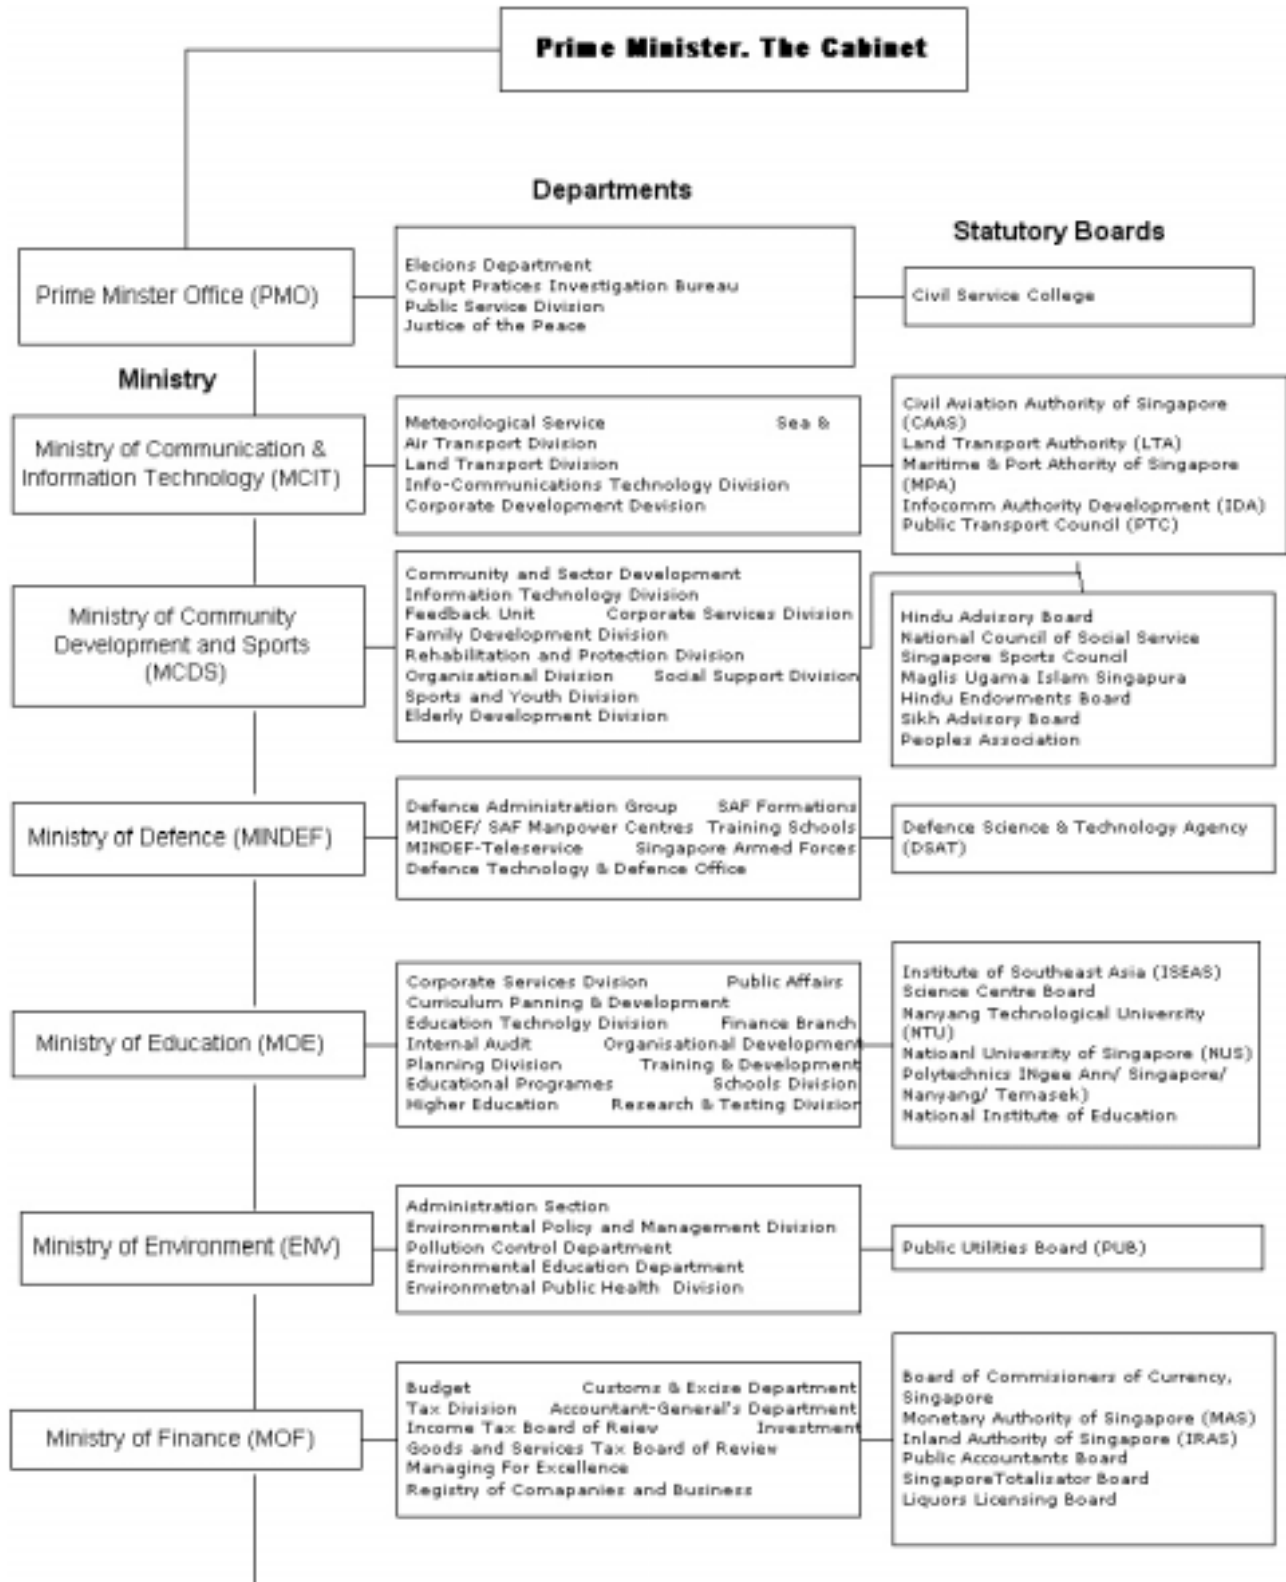 Prime Minister. The Cabinet
Departments
Statutory Boards
Prime Minster Office (PMO)
Elecions Department
Corupt Pratices Investigation Bureau
Public Service Division
Justice of the Peace
Civil Service College
Ministry
Ministry of Communication &
Information Technology (MCIT)
Meteorological Service Sea &
Air Transport Division
Land Transport Division
Info-Communications Technology Division
Corporate Development Devision
Civil Aviation Authority of Singapore
(CAAS)
Land Transport Authority (LTA)
Maritime & Port Athority of Singapore
(MPA)
Infocomm Authority Development (IDA)
Public Transport Council (PTC)
Ministry of Community
Development and Sports
(MCDS)
Community and Sector Development
Information Technology Division
Feedback Unit Corporate Services Division
Family Development Division
Rehabilitation and Protection Division
Organisational Division Social Support Division
Sports and Youth Division
Elderly Development Division
Hindu Advisory Board
National Council of Social Service
Singapore Sports Council
Maglis Ugama Islam Singapura
Hindu Endowments Board
Sikh Advisory Board
Peoples Association
Ministry of Defence (MINDEF)
Defence Administration Group SAF Formations
MINDEF/ SAF Manpower Centres Training Schools
MINDEF-Teleservice Singapore Armed Forces
Defence Technology & Defence Office
Defence Science & Technology Agency
(DSAT)
Ministry of Education (MOE)
Corporate Services Dvision Public Affairs
Curriculum Panning & Development
Education Technolgy Division Finance Branch
Internal Audit Organisational Development
Planning Division Training & Development
Educational Programes Schools Division
Higher Education Research & Testing Division
Institute of Southeast Asia (ISEAS)
Science Centre Board
Nanyang Technological University
(NTU)
Natioanl University of Singapore (NUS)
Polytechnics INgee Ann/ Singapore/
Nanyang/ Temasek)
National Institute of Education
Ministry of Environment (ENV)
Administration Section
Environmental Policy and Management Division
Pollution Control Department
Environmental Education Department
Environmetnal Public Health Division
Public Utilities Board (PUB)
Ministry of Finance (MOF)
Budget Customs & Excise Department
Tax Division Accountant-General's Department
Income Tax Board of Reiew Investment
Goods and Services Tax Board of Review
Managing For Excellence
Registry of Comapanies and Business
Board of Commisioners of Currency,
Singapore
Monetary Authority of Singapore (MAS)
Inland Authority of Singapore (IRAS)
Public Accountants Board
SingaporeTotalisator Board
Liquors Licensing Board